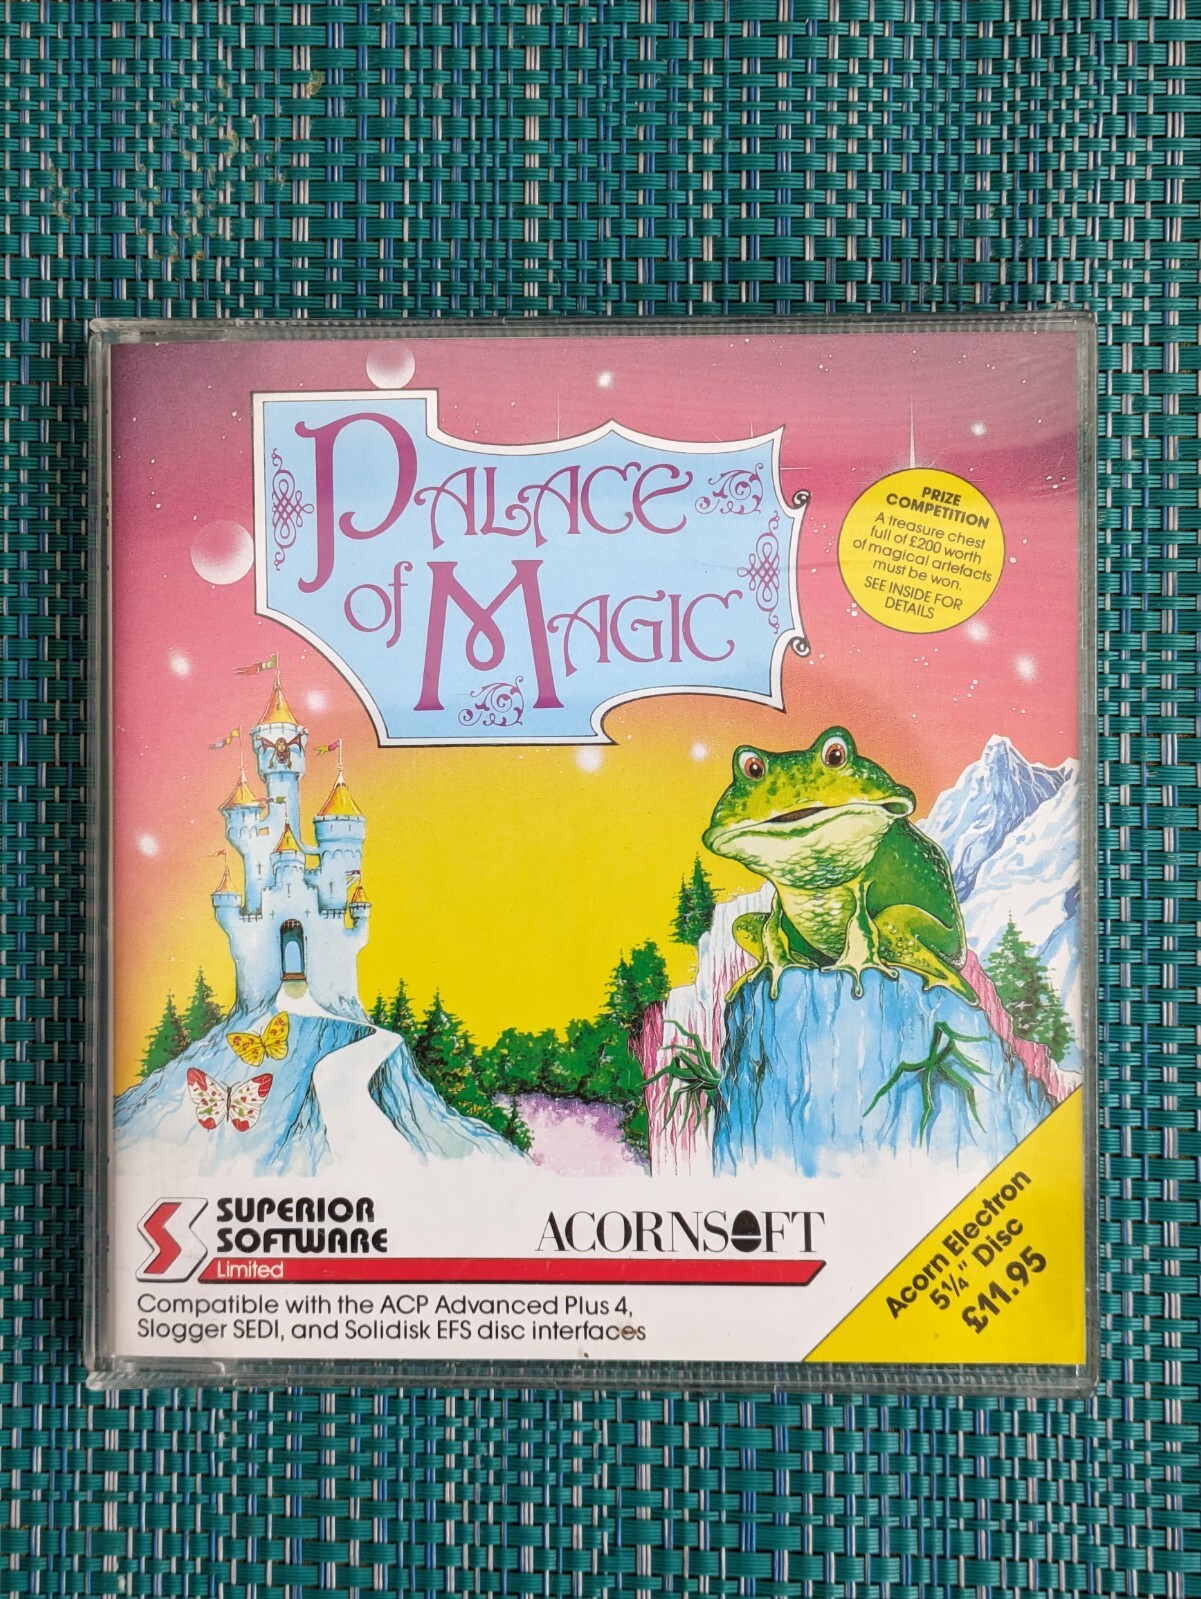 PALACE
of MAGIC
PRIZE
COMPETITION
A treasure chest
full of £200 worth
of magical artefacts
must be won.
SEE INSIDE FOR
DETAILS
SUPERIOR
SOFTWARE
Limited
ACORNSOFT
Compatible with the ACP Advanced Plus 4,
Slogger SEDI, and Solidisk EFS disc interfaces
Acorn Electron
5¼" Disc
£11.95